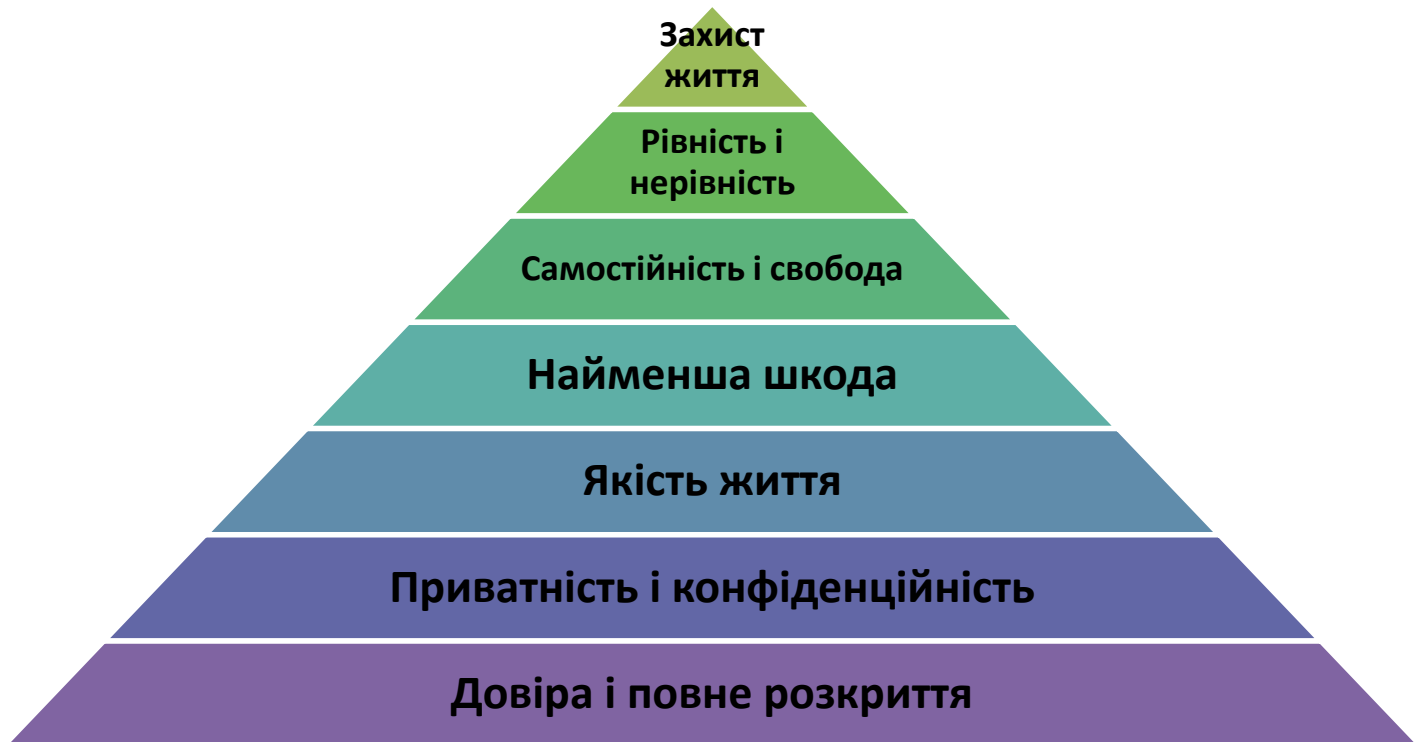 Захист
життя
Рівність і
нерівність
Самостійність і свобода
Найменша шкода
Якість життя
Приватність і конфіденційність
Довіра і повне розкриття